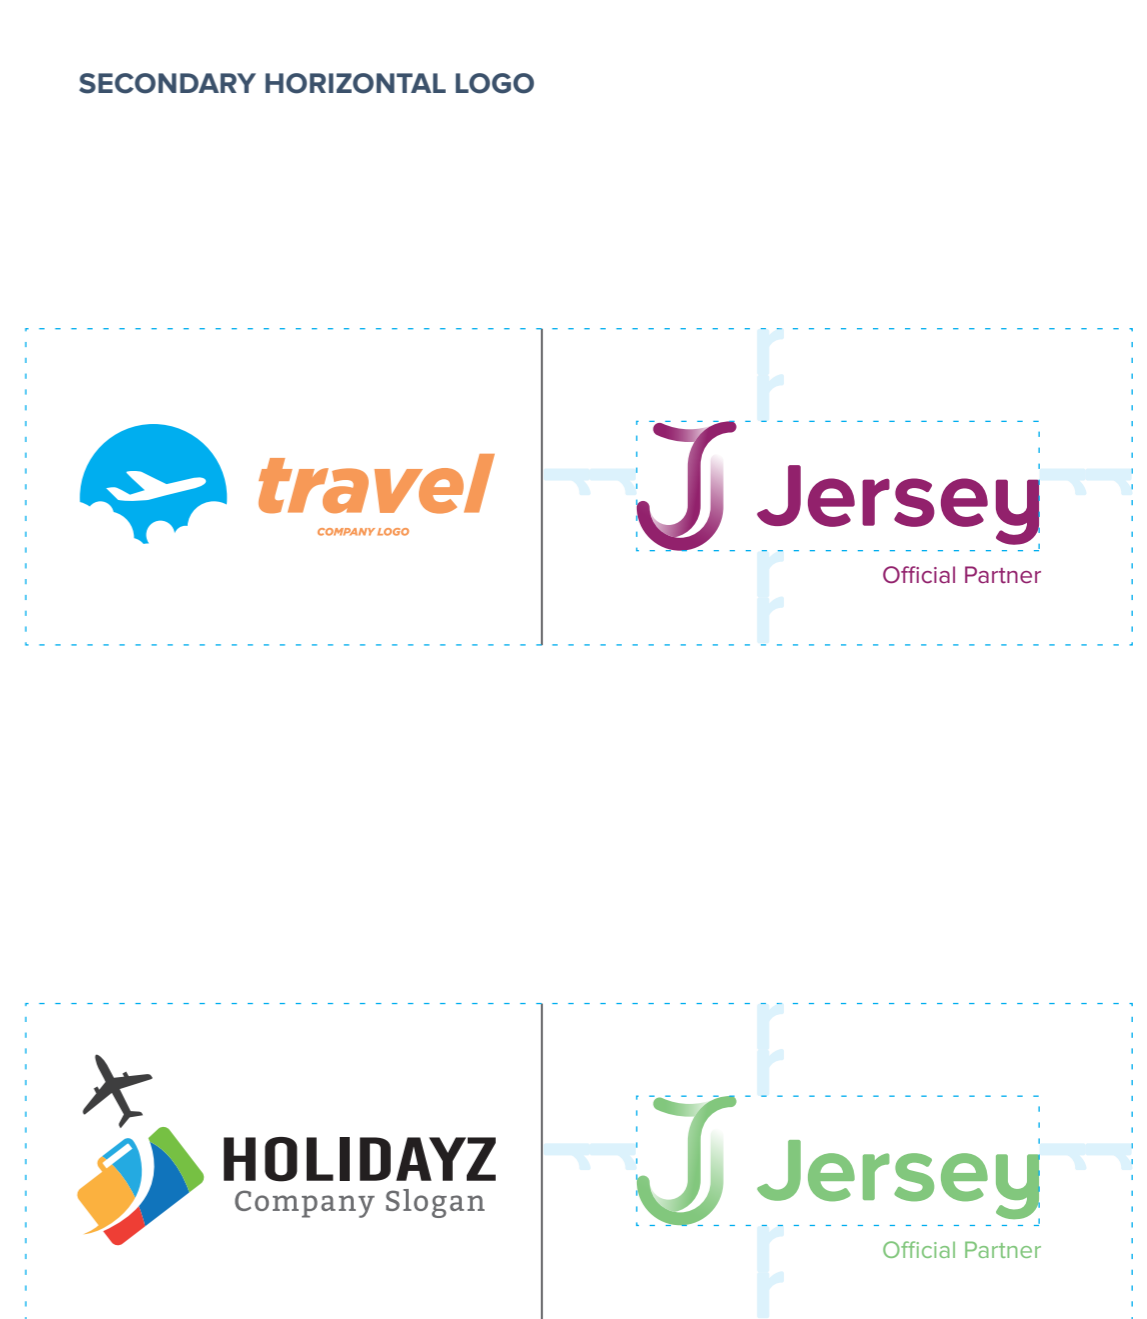 SECONDARY HORIZONTAL LOGO
travel
COMPANY LOGO
Jersey
Official Partner
HOLIDAYZ
Company Slogan
Jersey
Official Partner